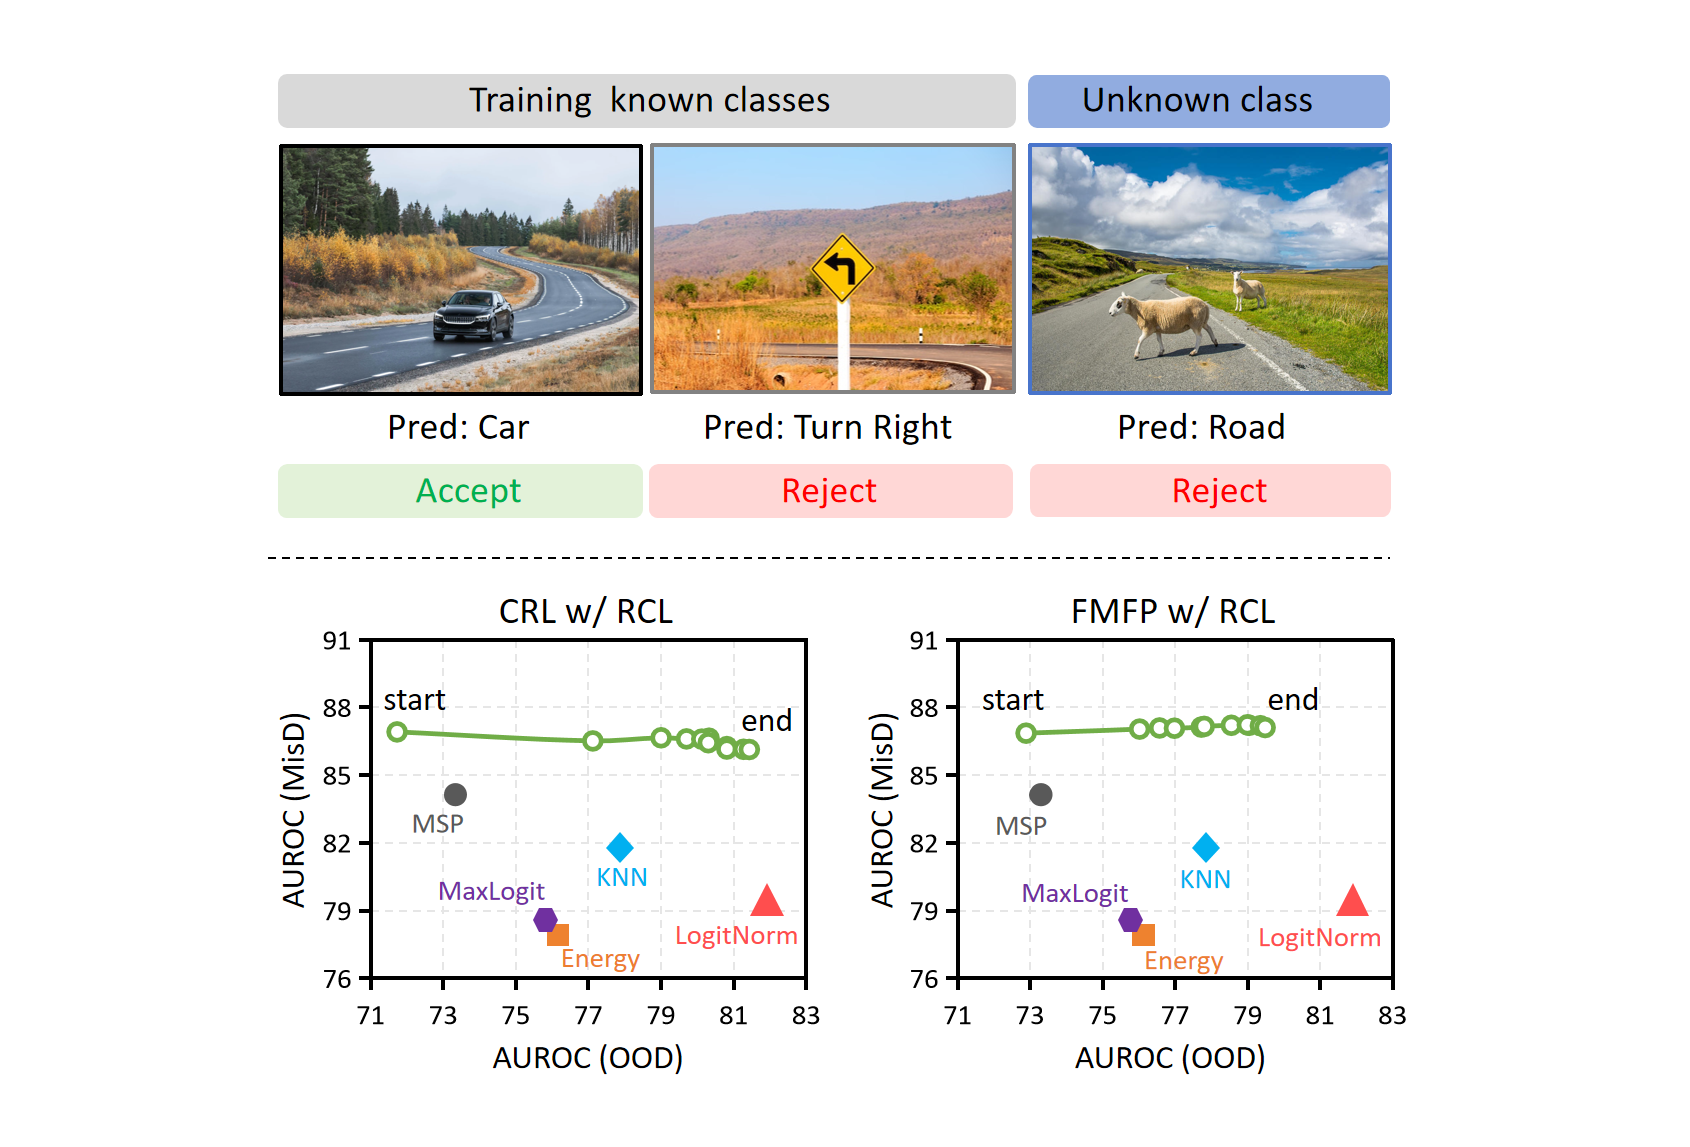 Training known classes
Unknown class
Pred: Car
Pred: Turn Right
Pred: Road
Accept
Reject
Reject
CRL w/ RCL
91
88
85
82
79
76
AUROC (MisD)
start
end
MSP
KNN
MaxLogit
LogitNorm
Energy
71 73 75 77 79 81 83
AUROC (OOD)
FMFP w/ RCL
91
88
85
82
79
76
AUROC (MisD)
start
end
MSP
KNN
MaxLogit
LogitNorm
Energy
71 73 75 77 79 81 83
AUROC (OOD)